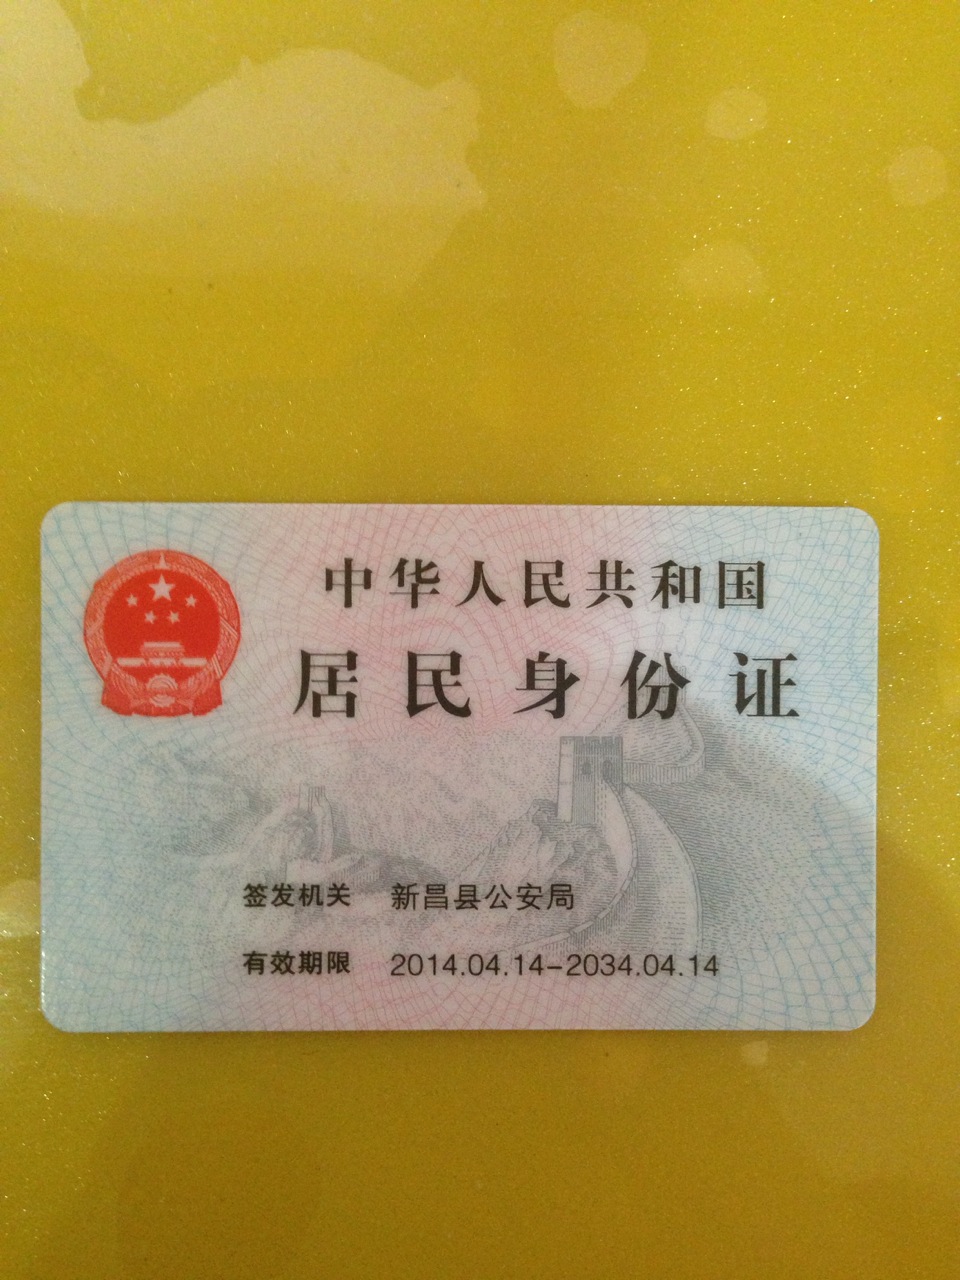 中华人民共和国
居民身份证
签发机关 新昌县公安局
有效期限 2014.04.14-2034.04.14